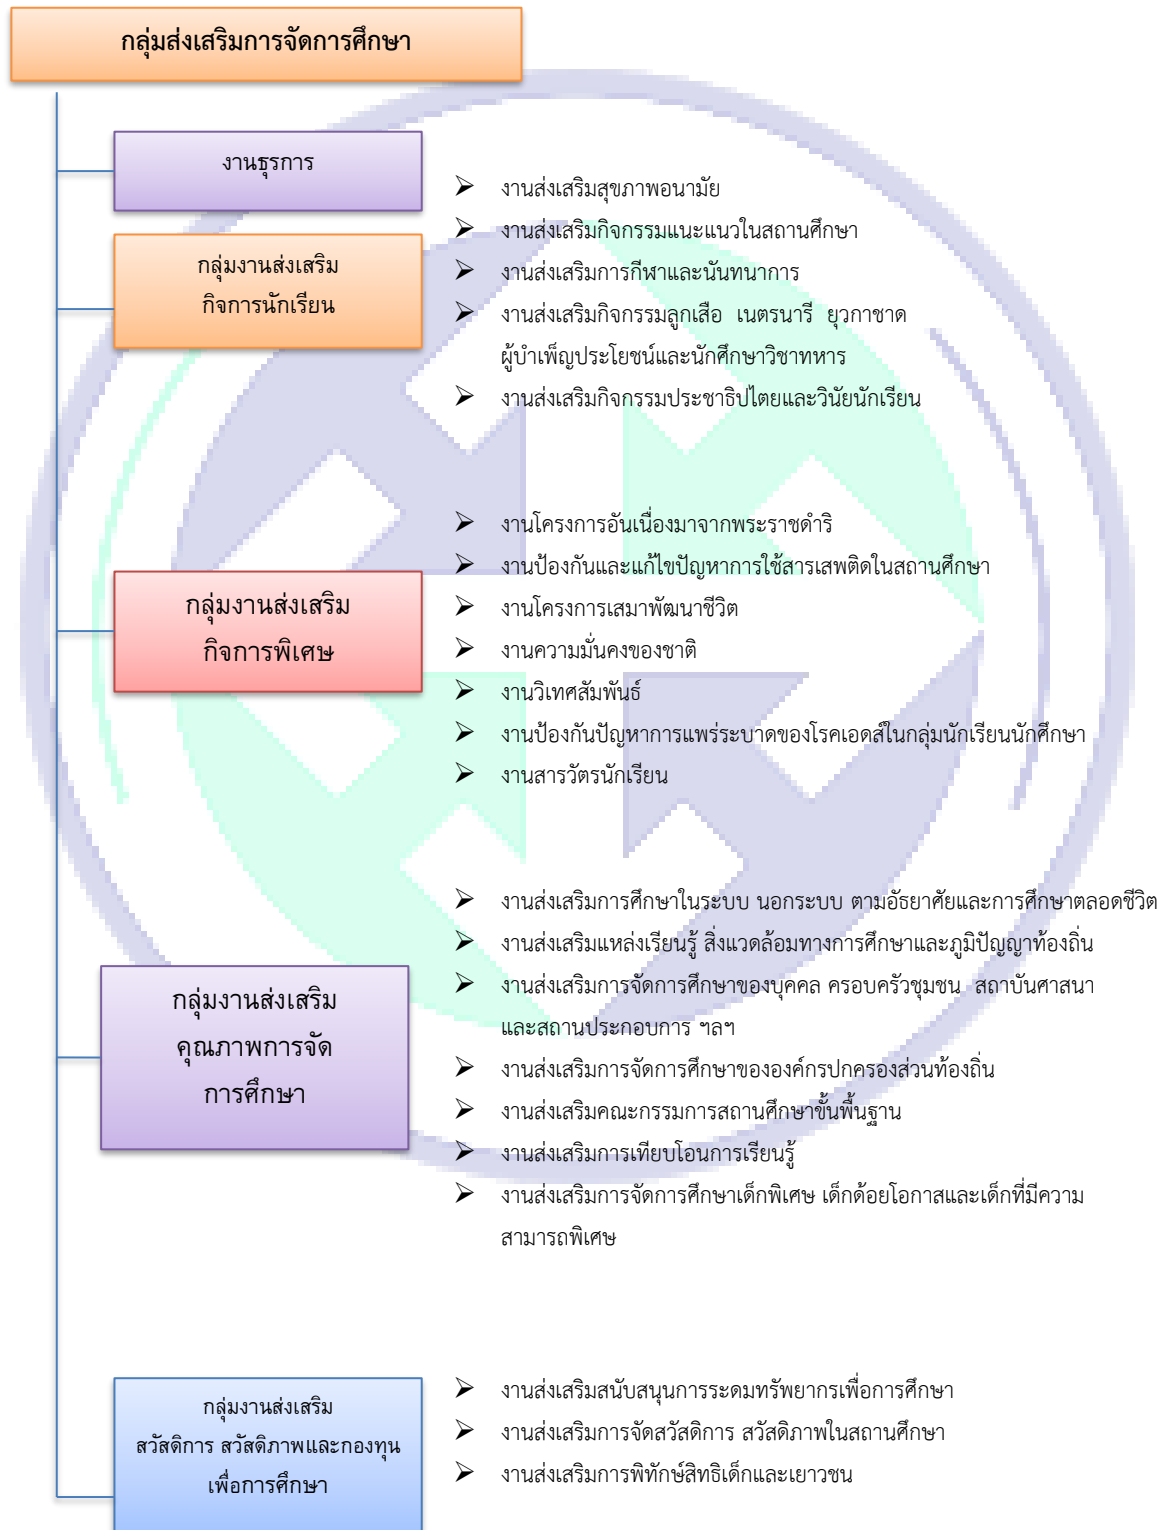 กลุ่มส่งเสริมการจัดการศึกษา
งานธุรการ
กลุ่มงานส่งเสริม
กิจการนักเรียน
➢ งานส่งเสริมสุขภาพอนามัย
➢ งานส่งเสริมกิจกรรมแนะแนวในสถานศึกษา
➢ งานส่งเสริมการกีฬาและนันทนาการ
➢ งานส่งเสริมกิจกรรมลูกเสือ เนตรนารี ยุวกาชาด
ผู้บำเพ็ญประโยชน์และนักศึกษาวิชาทหาร
➢ งานส่งเสริมกิจกรรมประชาธิปไตยและวินัยนักเรียน
กลุ่มงานส่งเสริม
กิจการพิเศษ
➢ งานโครงการอันเนื่องมาจากพระราชดำริ
➢ งานป้องกันและแก้ไขปัญหาการใช้สารเสพติดในสถานศึกษา
➢ งานโครงการเสมาพัฒนาชีวิต
➢ งานความมั่นคงของชาติ
➢ งานวิเทศสัมพันธ์
➢ งานป้องกันปัญหาการแพร่ระบาดของโรคเอดส์ในกลุ่มนักเรียนนักศึกษา
➢ งานสารวัตรนักเรียน
กลุ่มงานส่งเสริม
คุณภาพการจัด
การศึกษา
➢ งานส่งเสริมการศึกษาในระบบ นอกระบบ ตามอัธยาศัยและการศึกษาตลอดชีวิต
➢ งานส่งเสริมแหล่งเรียนรู้ สิ่งแวดล้อมทางการศึกษาและภูมิปัญญาท้องถิ่น
➢ งานส่งเสริมการจัดการศึกษาของบุคคล ครอบครัวชุมชน สถาบันศาสนา
และสถานประกอบการ ฯลฯ
➢ งานส่งเสริมการจัดการศึกษาขององค์กรปกครองส่วนท้องถิ่น
➢ งานส่งเสริมคณะกรรมการสถานศึกษาขั้นพื้นฐาน
➢ งานส่งเสริมการเทียบโอนการเรียนรู้
➢ งานส่งเสริมการจัดการศึกษาเด็กพิเศษ เด็กด้อยโอกาสและเด็กที่มีความ
สามารถพิเศษ
กลุ่มงานส่งเสริม
สวัสดิการ สวัสดิภาพและกองทุน
เพื่อการศึกษา
➢ งานส่งเสริมสนับสนุนการระดมทรัพยากรเพื่อการศึกษา
➢ งานส่งเสริมการจัดสวัสดิการ สวัสดิภาพในสถานศึกษา
➢ งานส่งเสริมการพิทักษ์สิทธิเด็กและเยาวชน